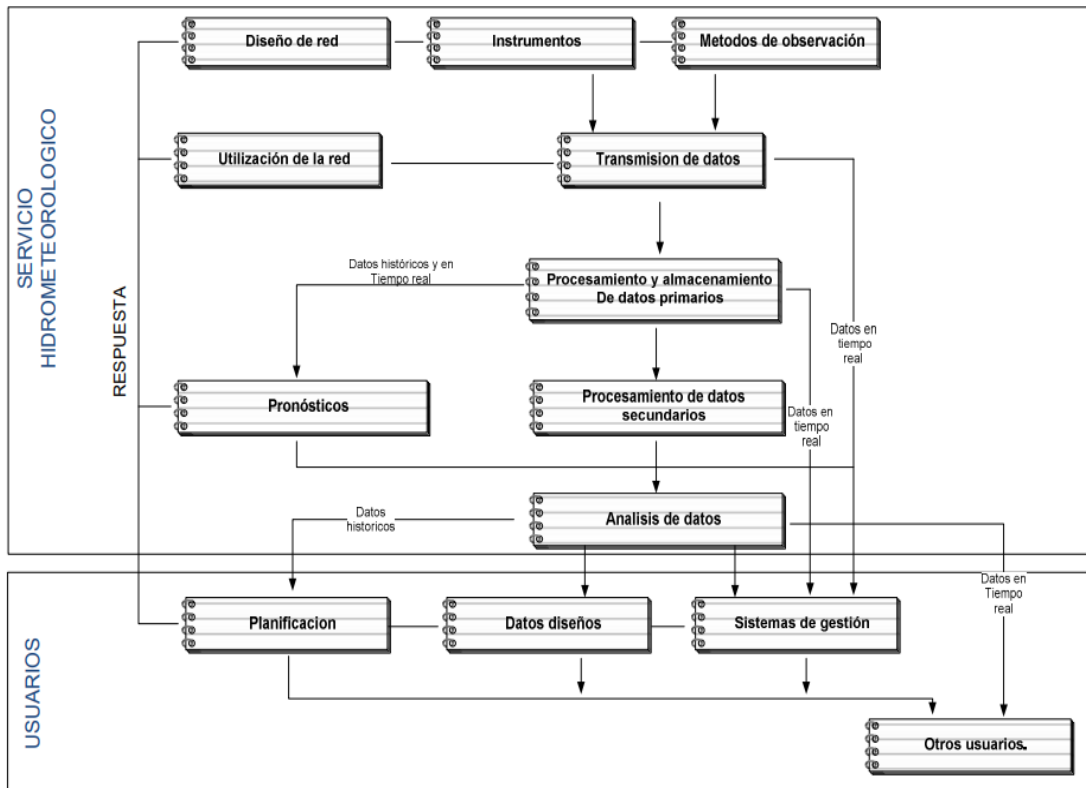 SERVICIO
HIDROMETEOROLOGICO
RESPUESTA
Diseño de red
Instrumentos
Metodos de observación
Utilización de la red
Transmision de datos
Datos históricos y en
Tiempo real
Procesamiento y almacenamiento
De datos primarios
Datos en
tiempo
real
Pronósticos
Procesamiento de datos
secundarios
Datos en
tiempo
real
Datos
historicos
Analisis de datos
USUARIOS
Datos en
Tiempo
real
Planificacion
Datos diseños
Sistemas de gestión
Otros usuarios.